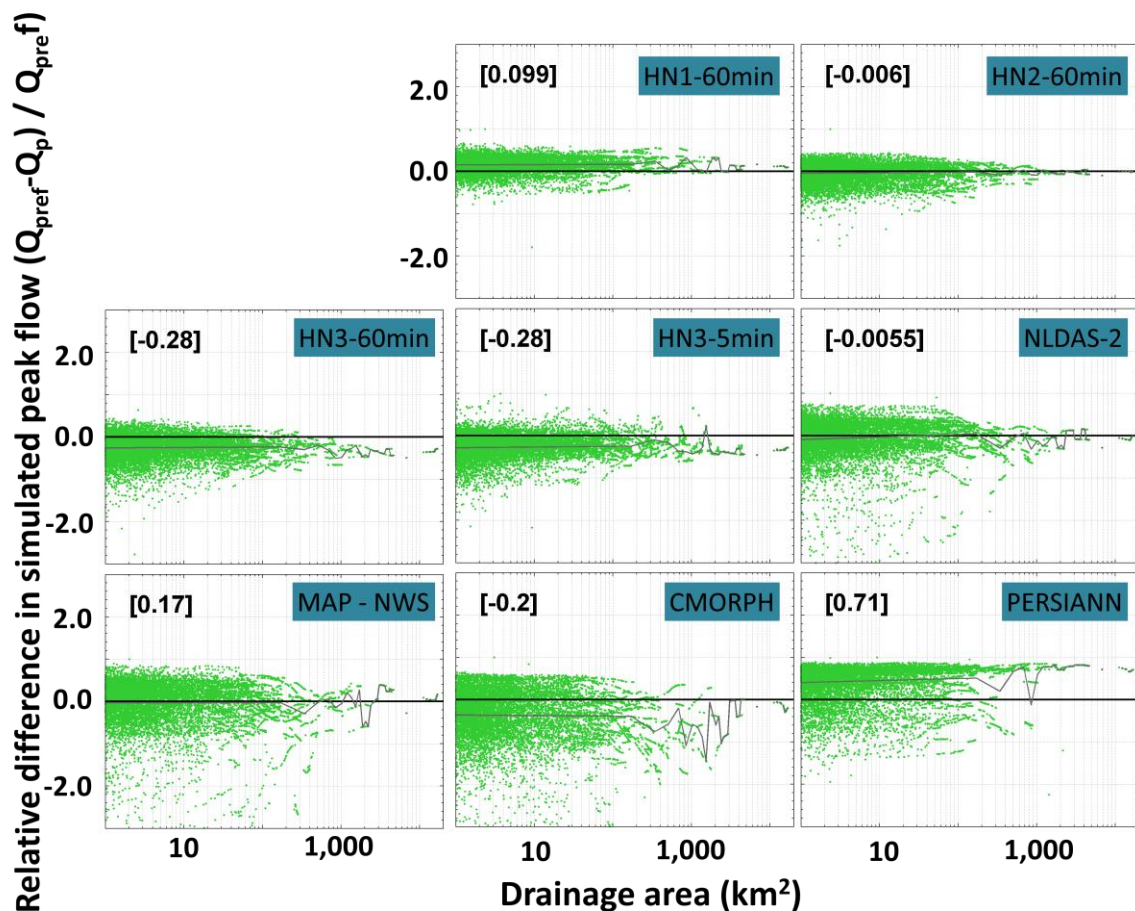 Relative difference in simulated peak flow (Qpref-Qp) / Qpref
[0.099] HN1-60min
[-0.006] HN2-60min
2.0
0.0
-2.0
[-0.28] HN3-60min
[-0.28] HN3-5min
[-0.0055] NLDAS-2
2.0
0.0
-2.0
[0.17] MAP - NWS
[-0.2] CMORPH
[0.71] PERSIANN
2.0
0.0
-2.0
10 1,000 10 1,000 10 1,000
Drainage area (km²)